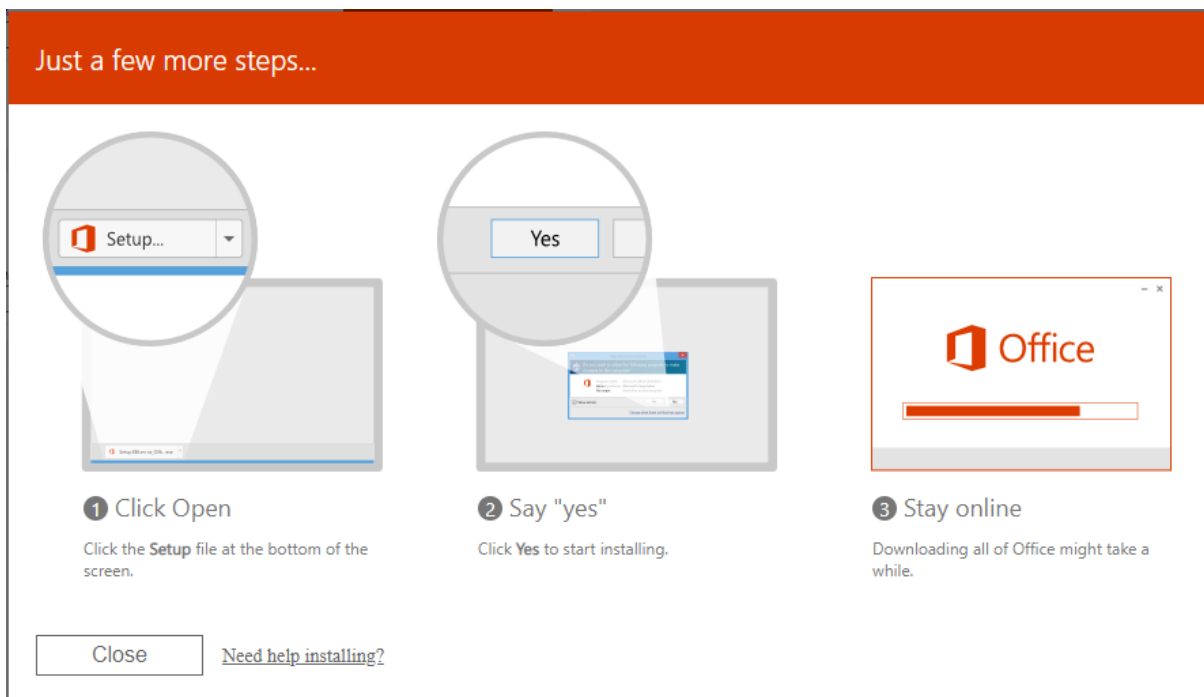 Just a few more steps...
Setup...
Yes
Office
1 Click Open
Click the Setup file at the bottom of the
screen.
2 Say "yes"
Click Yes to start installing.
3 Stay online
Downloading all of Office might take a
while.
Close
Need help installing?